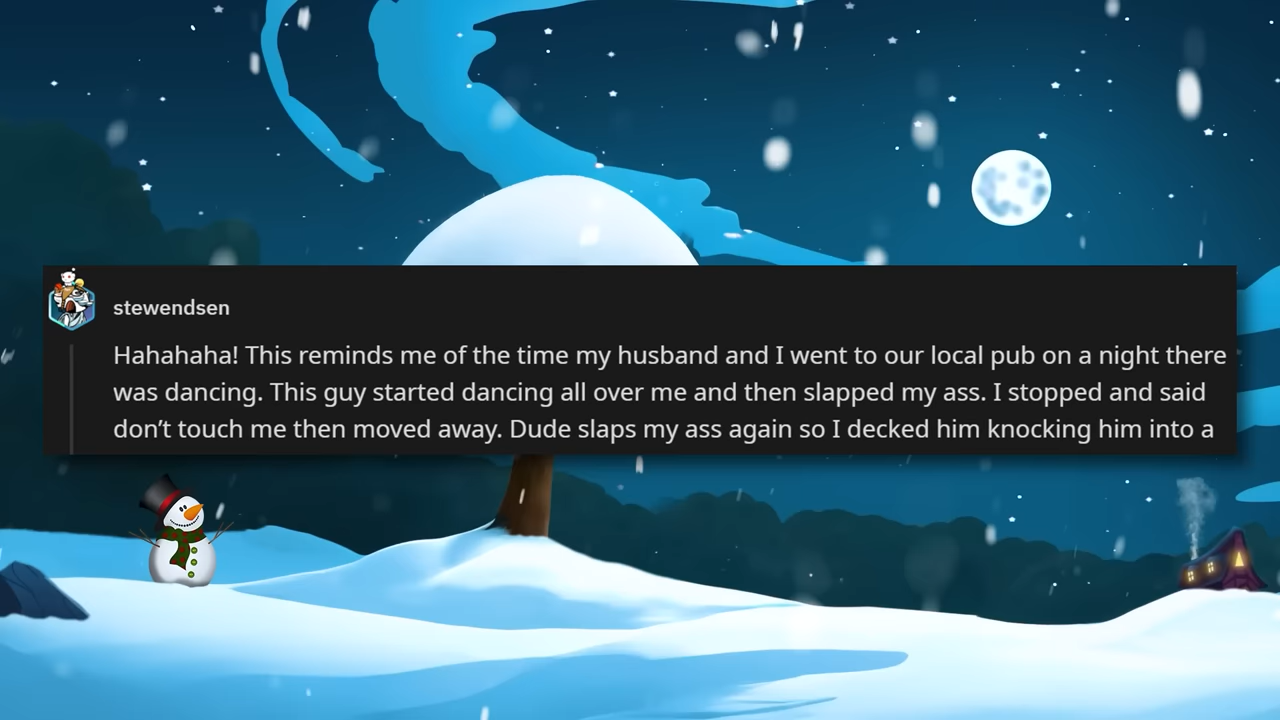 stewendsen
Hahahaha! This reminds me of the time my husband and I went to our local pub on a night there
was dancing. This guy started dancing all over me and then slapped my ass. I stopped and said
don’t touch me then moved away. Dude slaps my ass again so I decked him knocking him into a